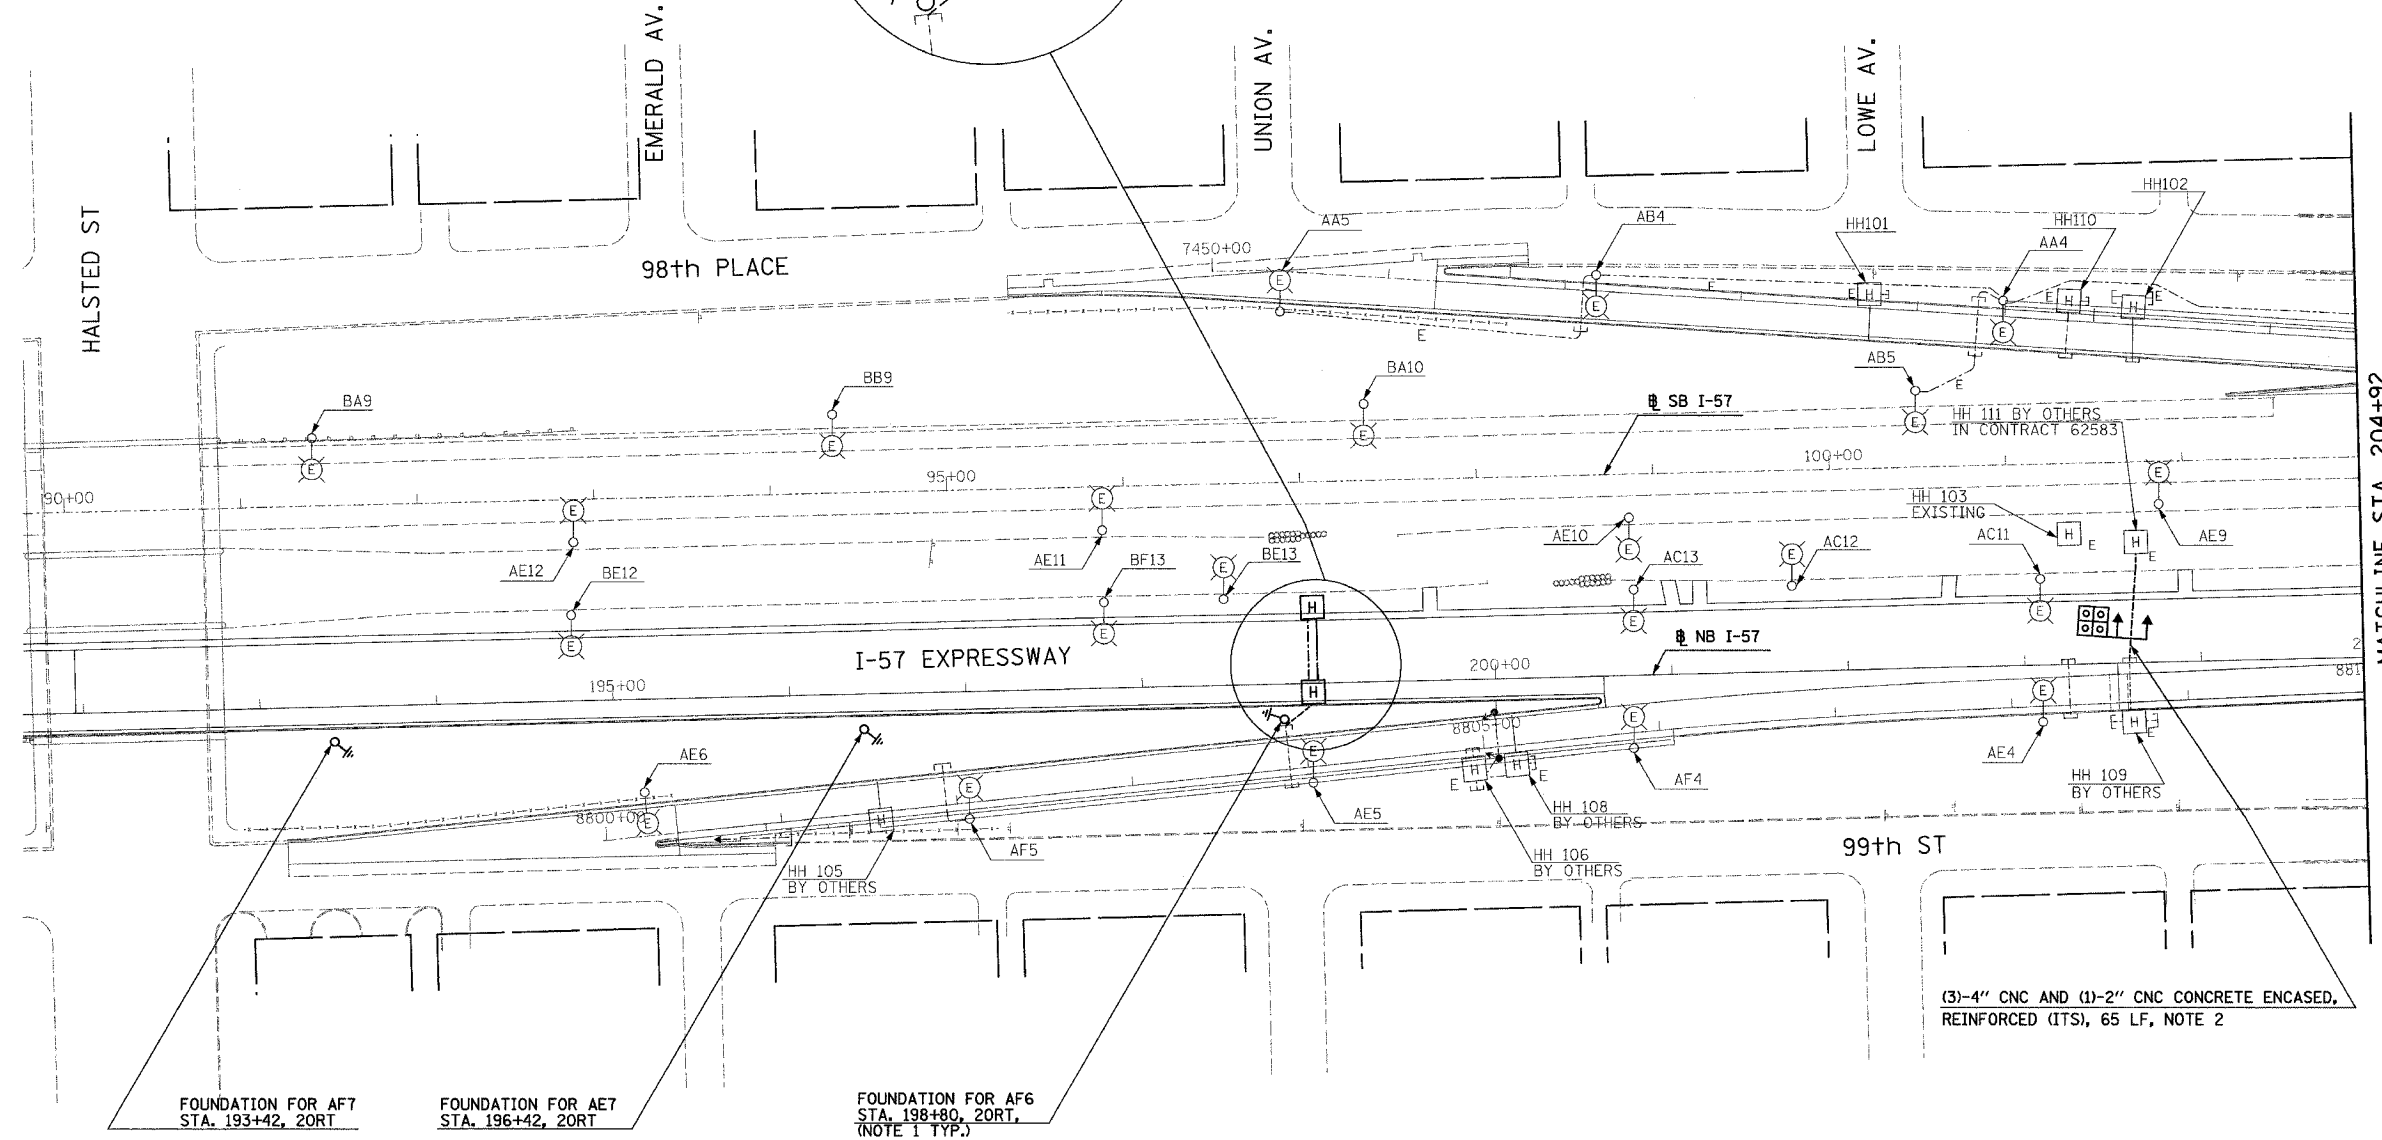 EMERALD AV.
UNION AV.
LOWE AV.
HALSTED ST
98th PLACE
7450+00
AA5
AB4
HH101
HH102
HH110
AA4
E
E
E
E
H
E
H
E
H
E
E
E
E
AB5
E
E
BA9
BB9
BA10
SB I-57
HH 111 BY OTHERS
IN CONTRACT 62583
E
E
E
90+00
95+00
100+00
E
E
E
HH 103
EXISTING
H
E
H
E
AE12
AE11
AE10
E
AE9
BE12
BF13
BE13
E
AC13
AC12
E
AC11
E
E
E
E
H
H
NB I-57
MATCHLINE STA. 204+92
I-57 EXPRESSWAY
195+00
200+00
881
8805+00
AE6
E
8800+00
E
H
E
E
AE5
H
E
H
E
AF4
AE4
E
E
H
E
HH 109
BY OTHERS
HH 105
BY OTHERS
AF5
HH 108
BY OTHERS
HH 106
BY OTHERS
99th ST
(3)-4" CNC AND (1)-2" CNC CONCRETE ENCASED,
REINFORCED (ITS), 65 LF, NOTE 2
FOUNDATION FOR AF7
STA. 193+42, 20RT
FOUNDATION FOR AE7
STA. 196+42, 20RT
FOUNDATION FOR AF6
STA. 198+80, 20RT,
(NOTE 1 TYP.)